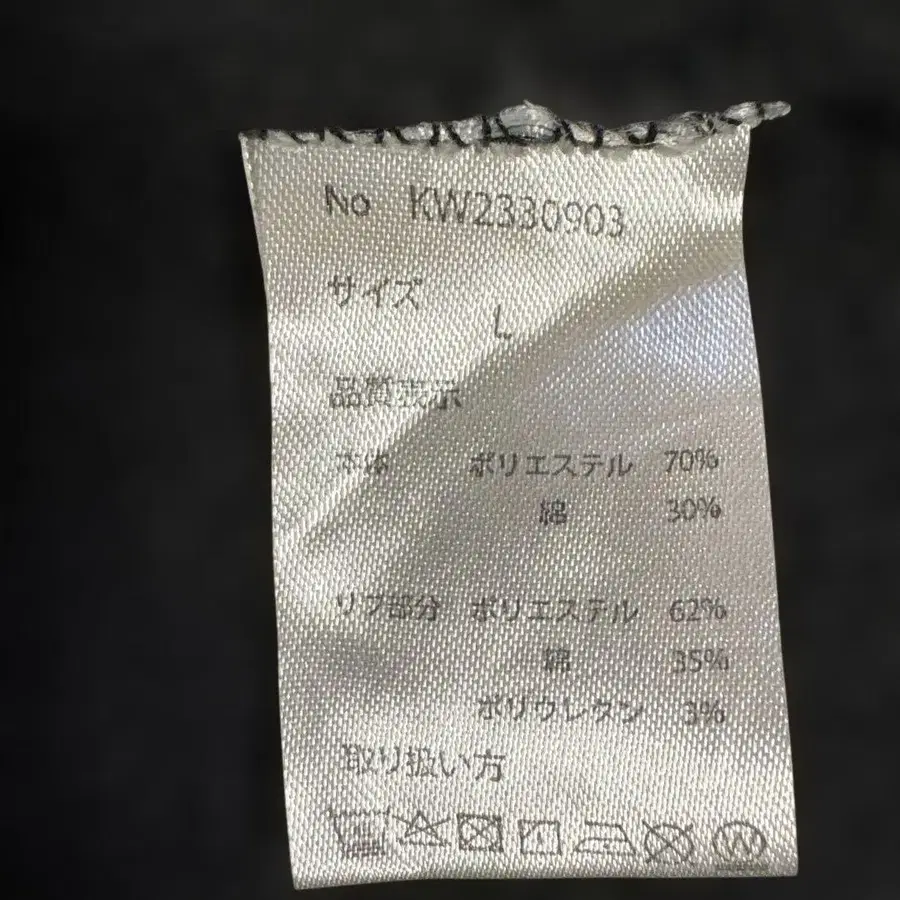 No KW2330903
サイズ
L
品質表示
本体 ポリエステル 70%
綿 30%
リブ部分 ポリエステル 62%
綿 35%
ポリウレタン 3%
取り扱い方
W